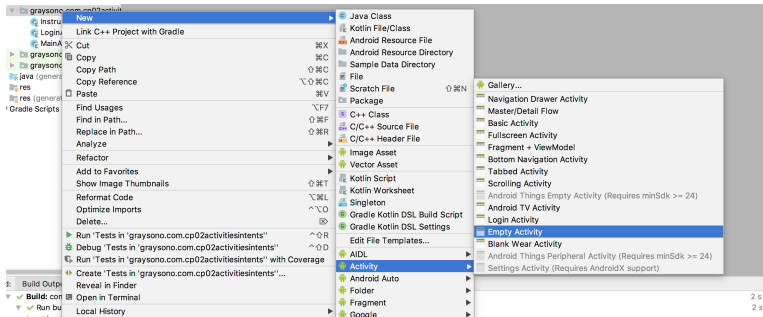 graysono.com.cp02activit
Instru
LoginA
MainA
grayson
grayson
java (genera
res
res (generat
Gradle Scripts
New
Link C++ Project with Gradle
Cut ⌘X
Copy ⌘C
Copy Path ⇧⌘C
Copy Reference ⌥⇧⌘C
Paste ⌘V
Find Usages ⌥F7
Find in Path... ⇧⌘F
Replace in Path... ⇧⌘R
Analyze
Refactor
Add to Favorites
Show Image Thumbnails ⇧⌘T
Reformat Code ⌥⌘L
Optimize Imports ^⌥O
Delete... ⌦
Run 'Tests in 'graysono.com.cp02activitiesintents'' ^⇧R
Debug 'Tests in 'graysono.com.cp02activitiesintents'' ^⇧D
Run 'Tests in 'graysono.com.cp02activitiesintents'' with Coverage
Create 'Tests in 'graysono.com.cp02activitiesintents''...
Reveal in Finder
Open in Terminal
Local History
Java Class
Kotlin File/Class
Android Resource File
Android Resource Directory
Sample Data Directory
File
Scratch File ⇧⌘N
Package
C++ Class
C/C++ Source File
C/C++ Header File
Image Asset
Vector Asset
Kotlin Script
Kotlin Worksheet
Singleton
Gradle Kotlin DSL Build Script
Gradle Kotlin DSL Settings
Edit File Templates...
AIDL
Activity
Android Auto
Folder
Fragment
Google
Gallery...
Navigation Drawer Activity
Master/Detail Flow
Basic Activity
Fullscreen Activity
Fragment + ViewModel
Bottom Navigation Activity
Tabbed Activity
Scrolling Activity
Android Things Empty Activity (Requires minSdk >= 24)
Android TV Activity
Login Activity
Empty Activity
Blank Wear Activity
Android Things Peripheral Activity (Requires minSdk >= 24)
Settings Activity (Requires AndroidX support)
d: Build Outpu
Build: con 2 s
Run bu 2 s